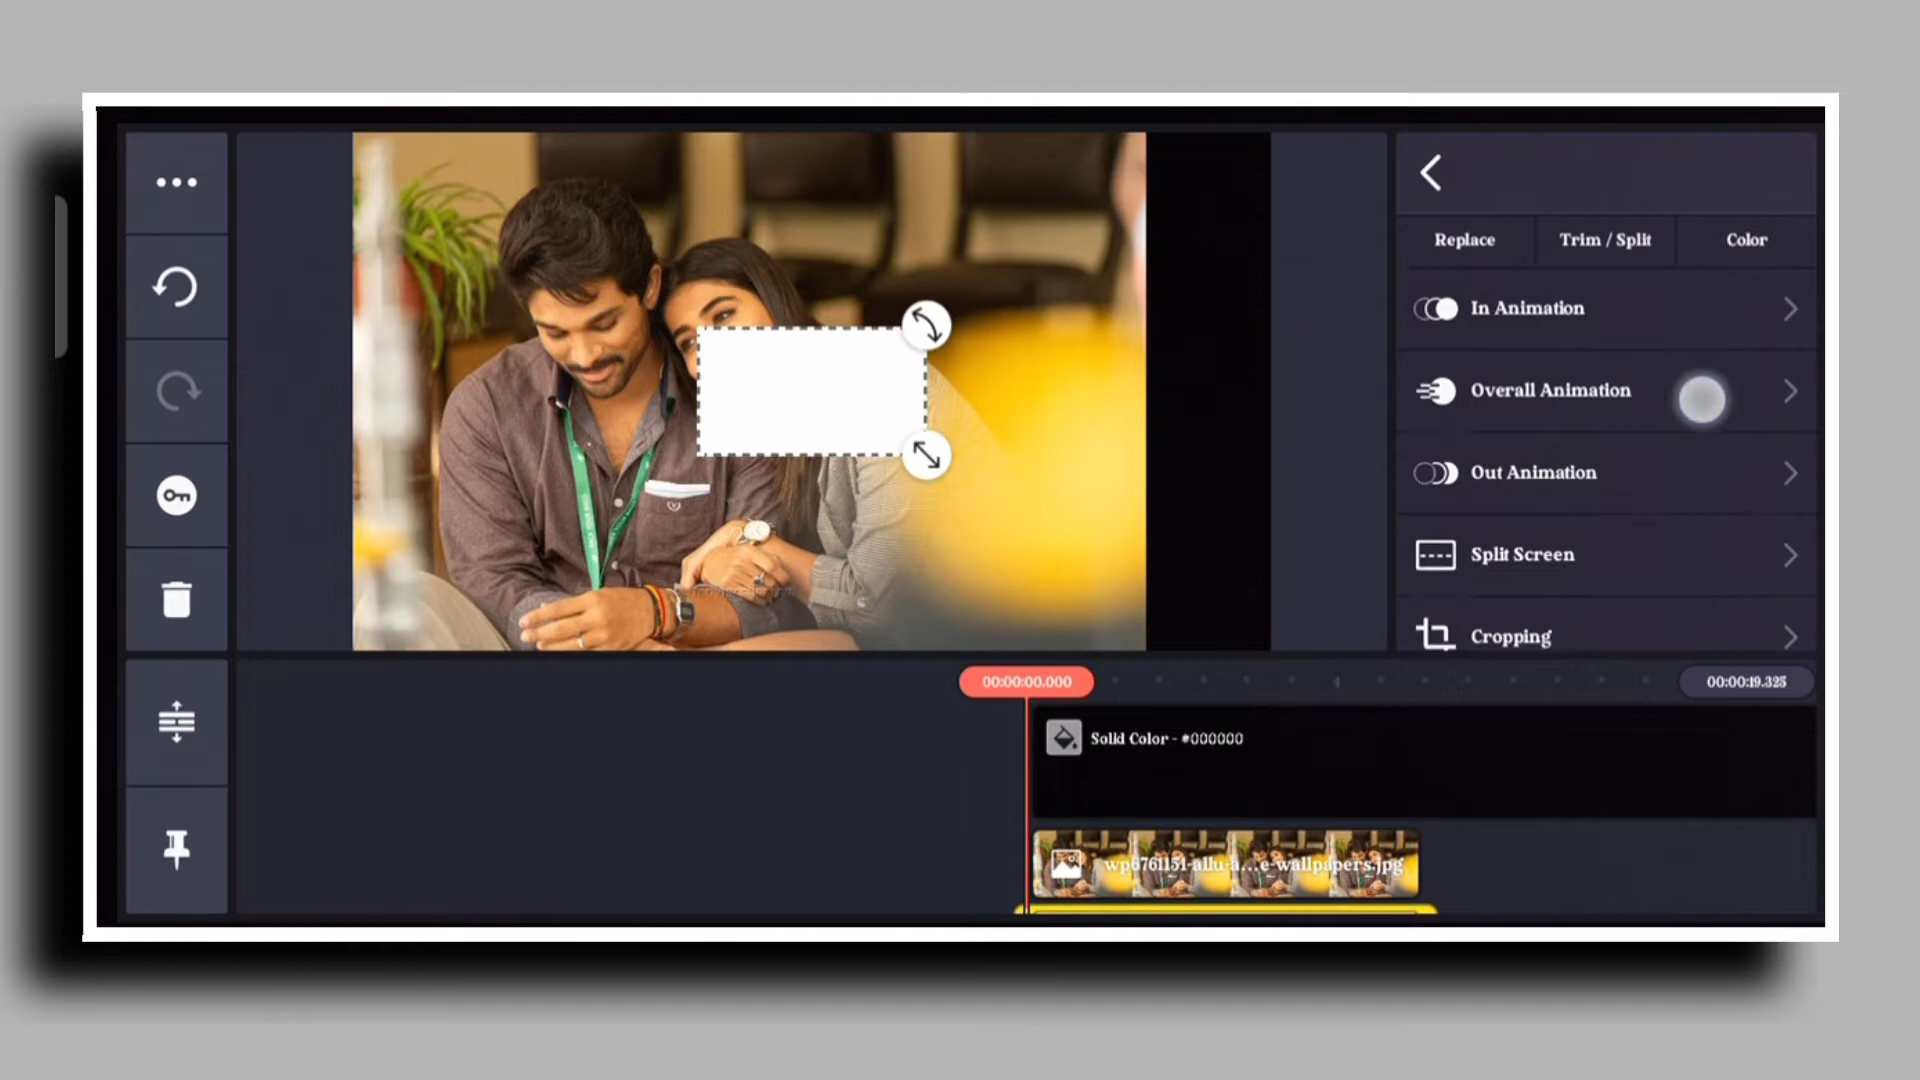 Replace
Trim / Split
Color
In Animation
Overall Animation
Out Animation
Split Screen
Cropping
00:00:00.000
00:00:19.325
Solid Color - #000000
wp6761151-allu-a...e-wallpapers.jpg